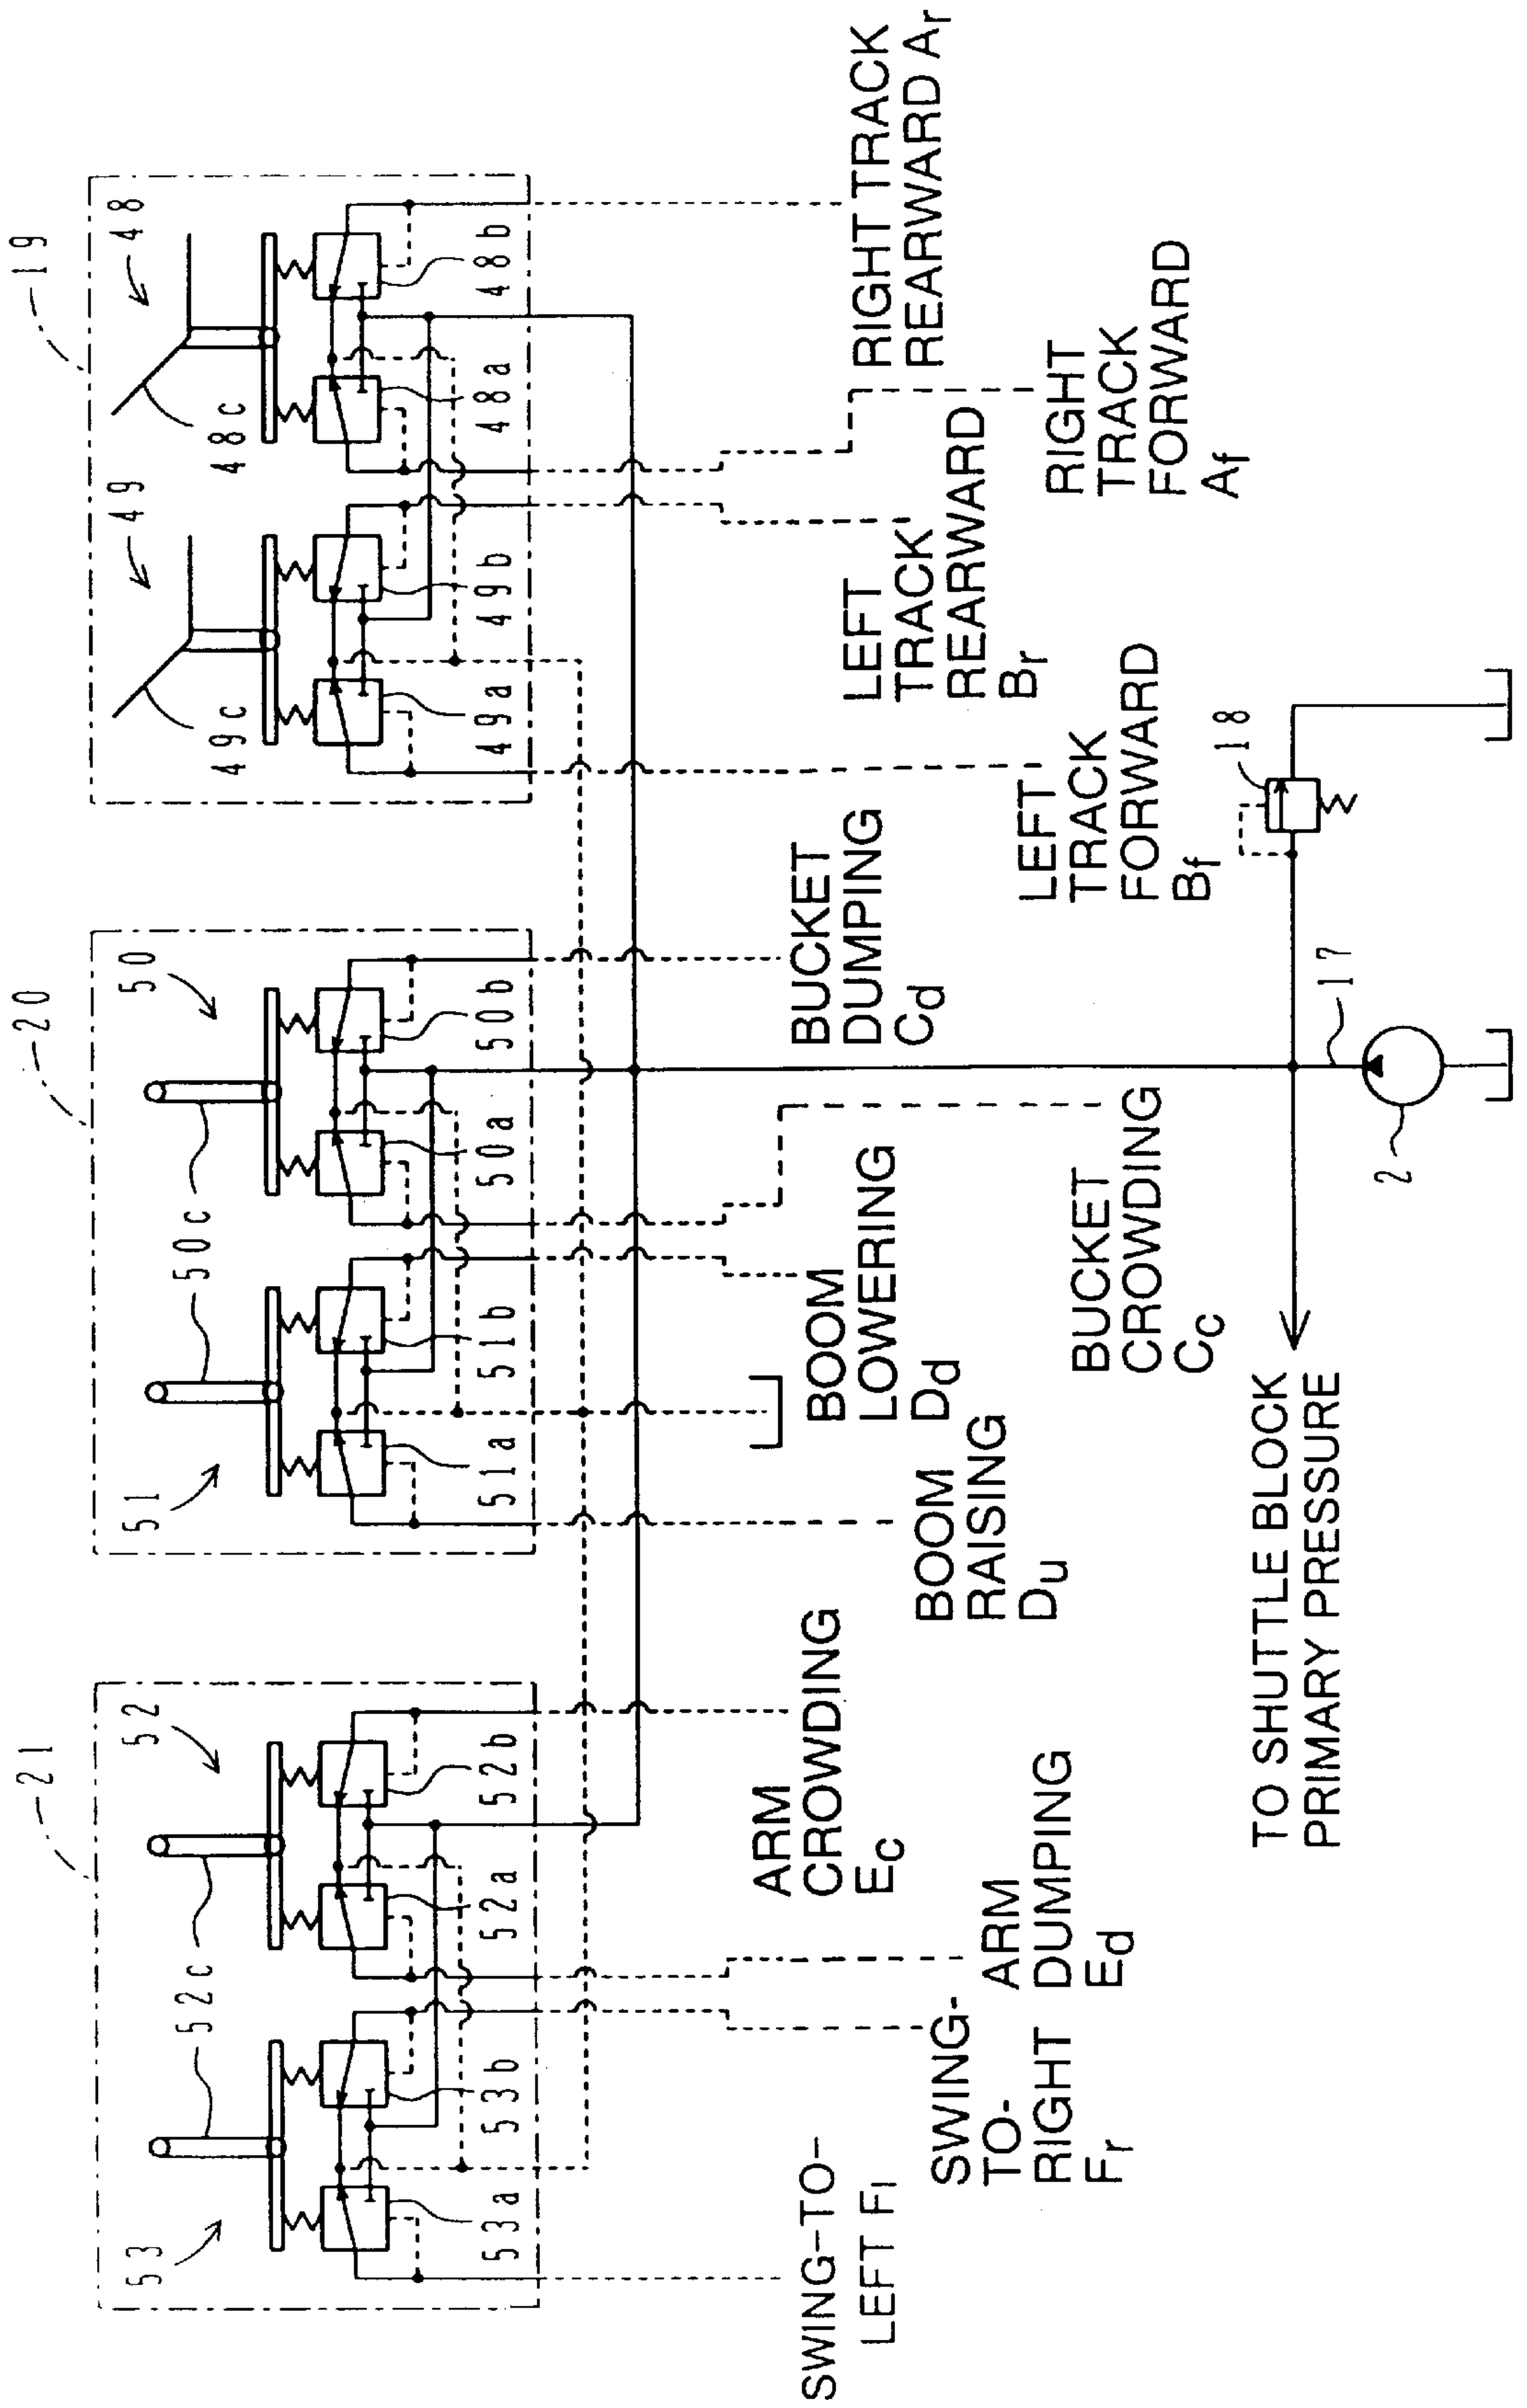 21
20
19
53
52
51
50
49
48
52c
50c
50c
49c
48c
53a
53b
52a
52b
51a
51b
50a
50b
49a
49b
48a
48b
SWING-TO-
LEFT Fl
SWING-
TO-
RIGHT
Fr
ARM
DUMPING
Ed
ARM
CROWDING
Ec
BOOM
RAISING
Du
BOOM
LOWERING
Dd
BUCKET
CROWDING
Cc
BUCKET
DUMPING
Cd
LEFT
TRACK
FORWARD
Bf
LEFT
TRACK
REARWARD
Br
RIGHT
TRACK
FORWARD
Af
RIGHT TRACK
REARWARD Ar
TO SHUTTLE BLOCK
PRIMARY PRESSURE
2
17
18